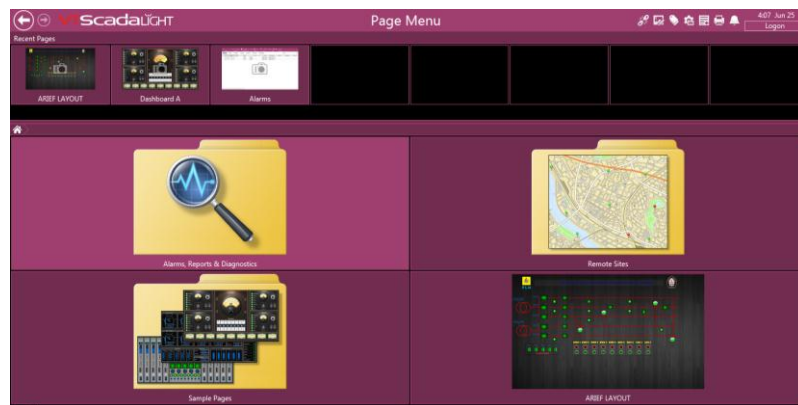 VTScadaLIGHT
Page Menu
4:07 Jun 25
Logon
Recent Pages
ARIEF LAYOUT
Dashboard A
Alarms
Alarms, Reports & Diagnostics
Remote Sites
Sample Pages
ARIEF LAYOUT